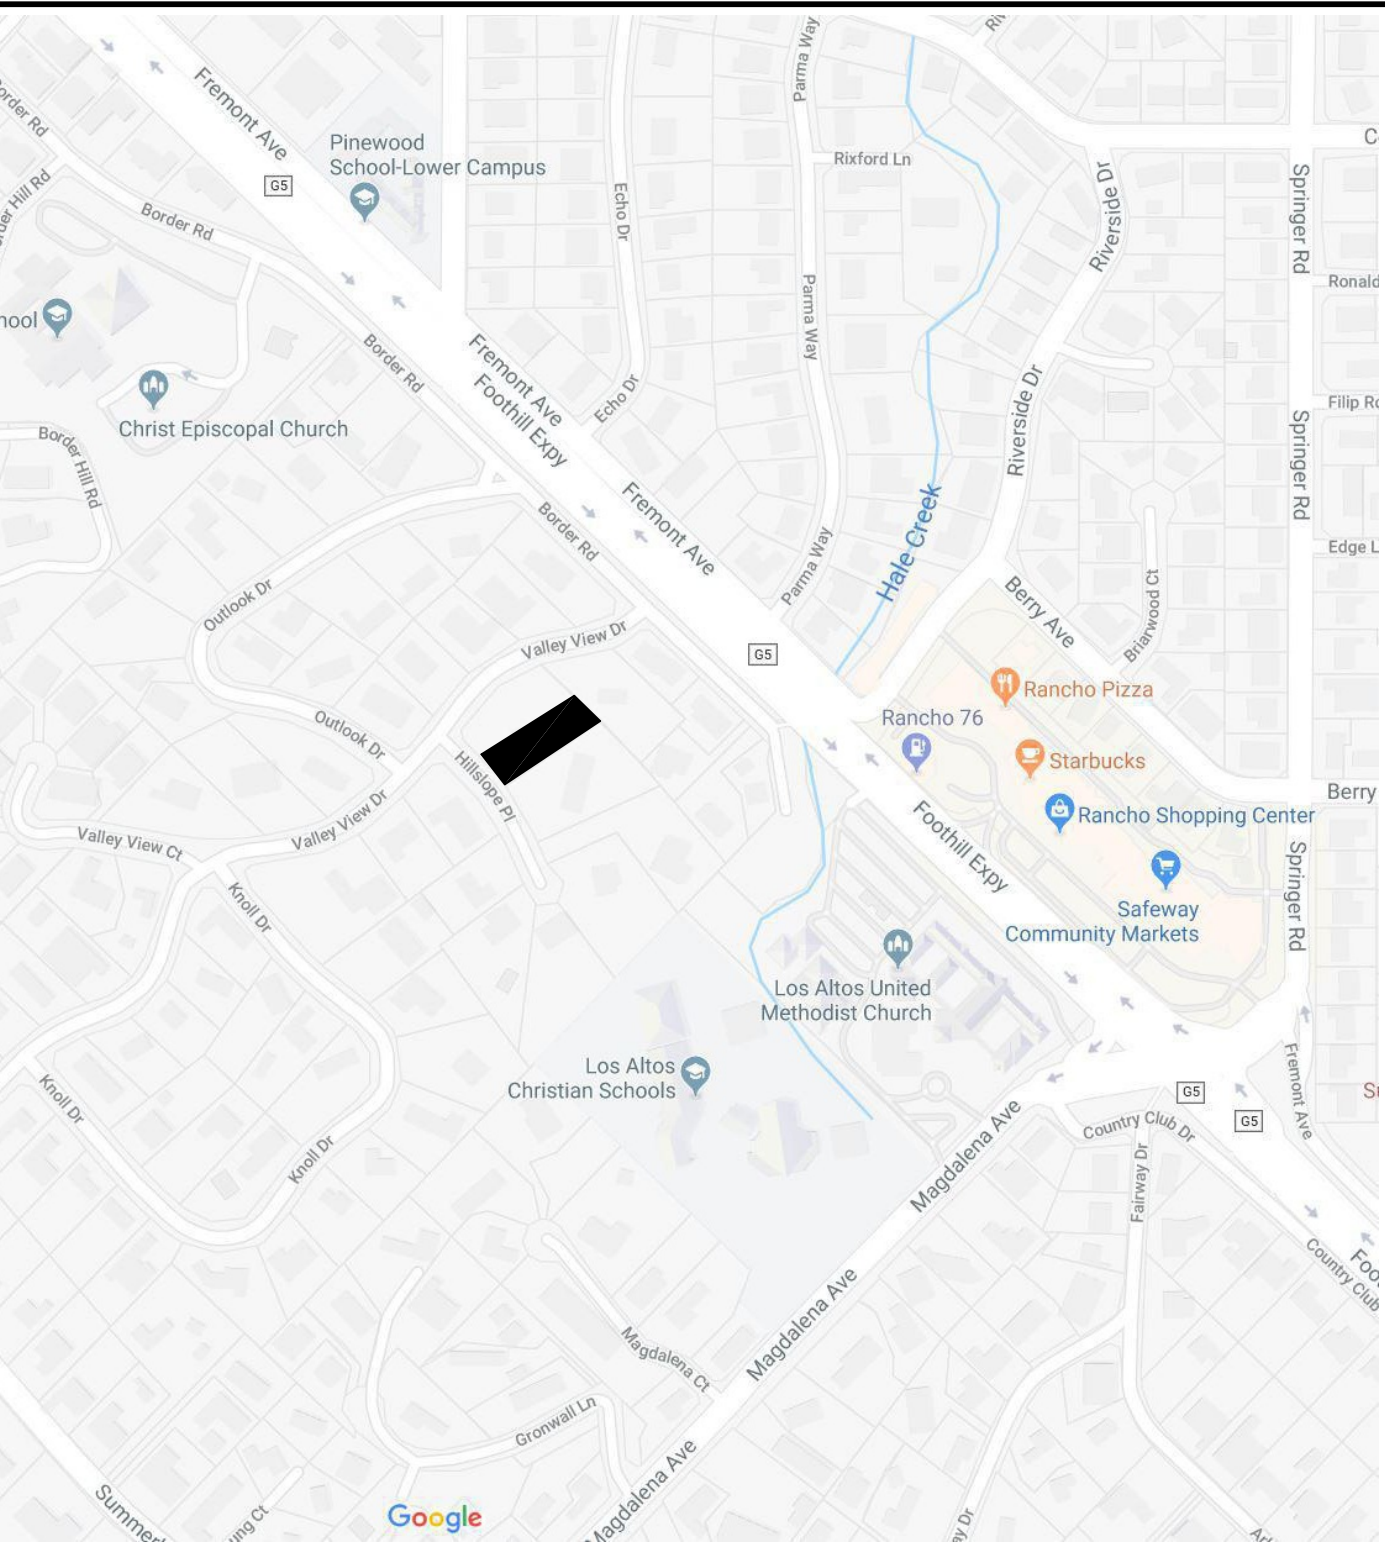 Parma Way
Fremont Ave
Pinewood
School-Lower Campus
Rixford Ln
G5
Border Rd
Echo Dr
Riverside Dr
Springer Rd
Parma Way
Border Rd
Fremont Ave
Foothill Expy
Echo Dr
Christ Episcopal Church
Border Hill Rd
Riverside Dr
Springer Rd
Hale Creek
Fremont Ave
Border Rd
Parma Way
Outlook Dr
Valley View Dr
G5
Berry Ave
Briarwood Ct
Rancho Pizza
Rancho 76
Outlook Dr
Hillslope Pl
Starbucks
Berry
Rancho Shopping Center
Valley View Ct
Valley View Dr
Foothill Expy
Springer Rd
Knoll Dr
Safeway
Community Markets
Los Altos United
Methodist Church
Los Altos
Christian Schools
Knoll Dr
Knoll Dr
Magdalena Ave
G5
G5
Fremont Ave
Country Club Dr
Fairway Dr
Country Club
Magdalena Ave
Magdalena Ct
Gronwall Ln
Magdalena Ave
Google